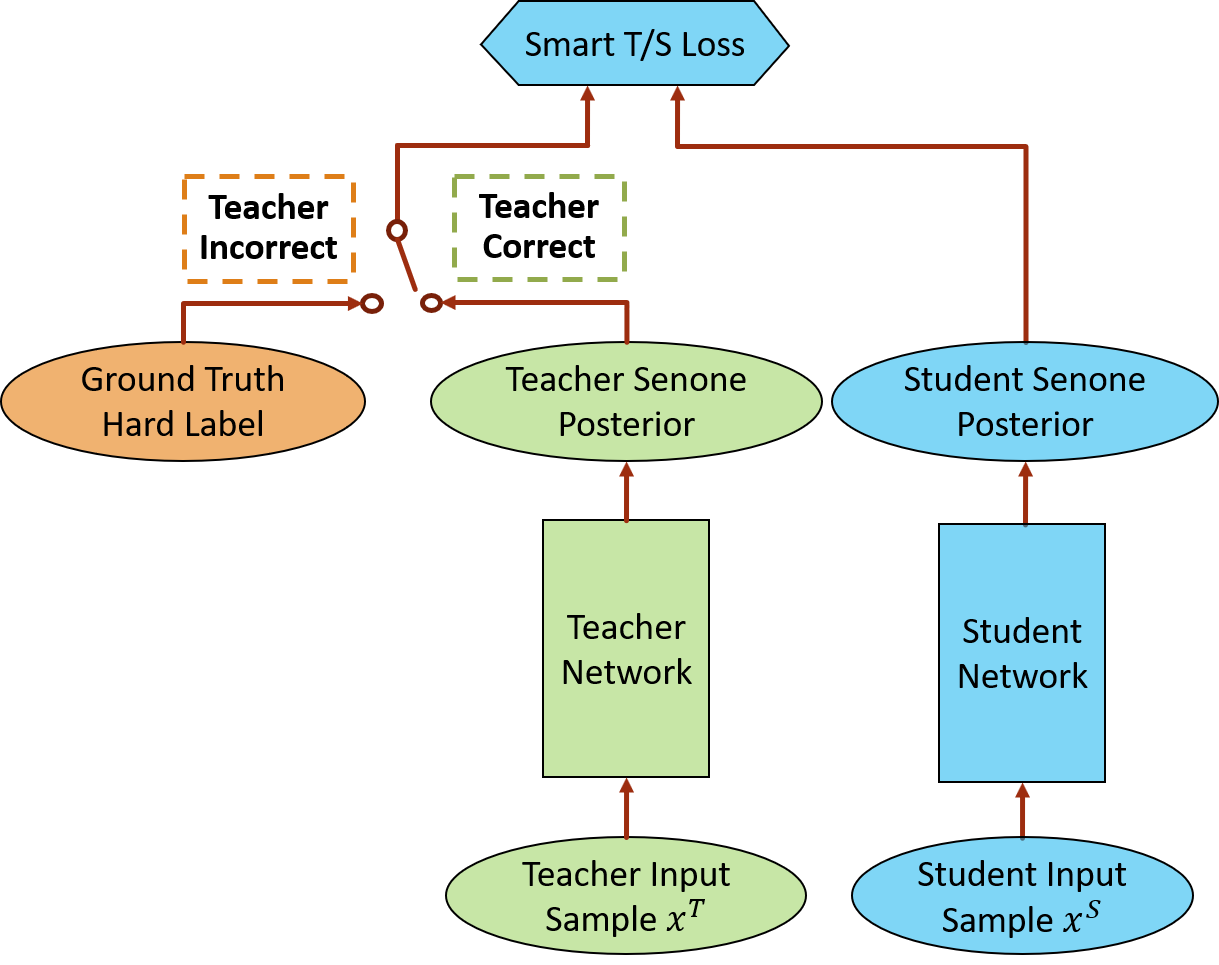 Smart T/S Loss
Teacher
Incorrect
Teacher
Correct
Ground Truth
Hard Label
Teacher Senone
Posterior
Student Senone
Posterior
Teacher
Network
Student
Network
Teacher Input
Sample x^T
Student Input
Sample x^S